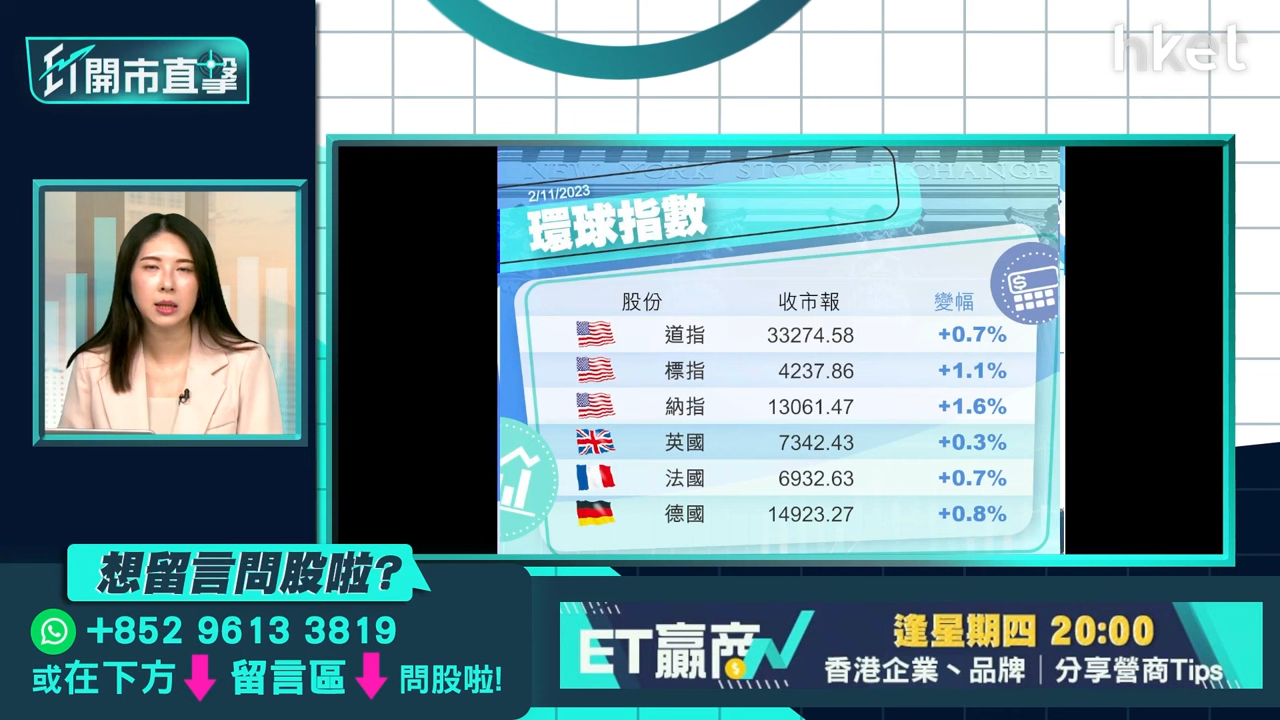 ET開市直擊
hket
NEW YORK STOCK EXCHANGE
2/11/2023
環球指數
股份 收市報 變幅
道指 33274.58 +0.7%
標指 4237.86 +1.1%
納指 13061.47 +1.6%
英國 7342.43 +0.3%
法國 6932.63 +0.7%
德國 14923.27 +0.8%
想留言問股啦?
+852 9613 3819
或在下方 留言區 問股啦!
ET贏商
逢星期四 20:00
香港企業、品牌｜分享營商Tips